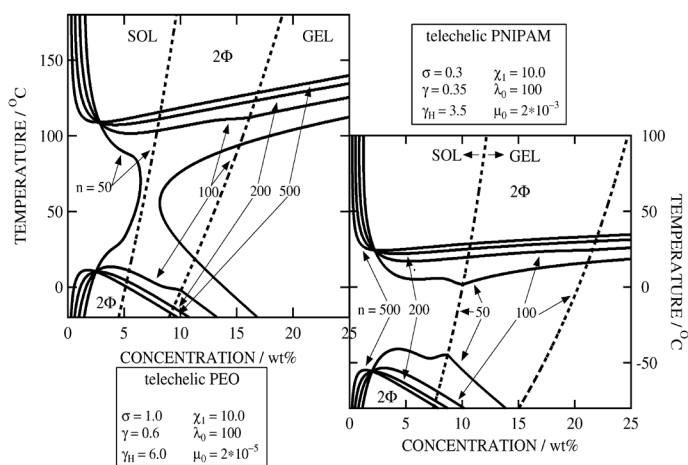 TEMPERATURE / °C
150
100
50
0
SOL
2Φ
GEL
n = 50
100
200
500
2Φ
0
5
10
15
20
25
CONCENTRATION / wt%
telechelic PEO
σ = 1.0 χ₁ = 10.0
γ = 0.6 λ₀ = 100
γH = 6.0 μ₀ = 2*10⁻⁵
telechelic PNIPAM
σ = 0.3 χ₁ = 10.0
γ = 0.35 λ₀ = 100
γH = 3.5 μ₀ = 2*10⁻³
SOL GEL
2Φ
n = 500
200
50
100
2Φ
0
5
10
15
20
25
CONCENTRATION / wt%
100
50
0
-50
TEMPERATURE / °C